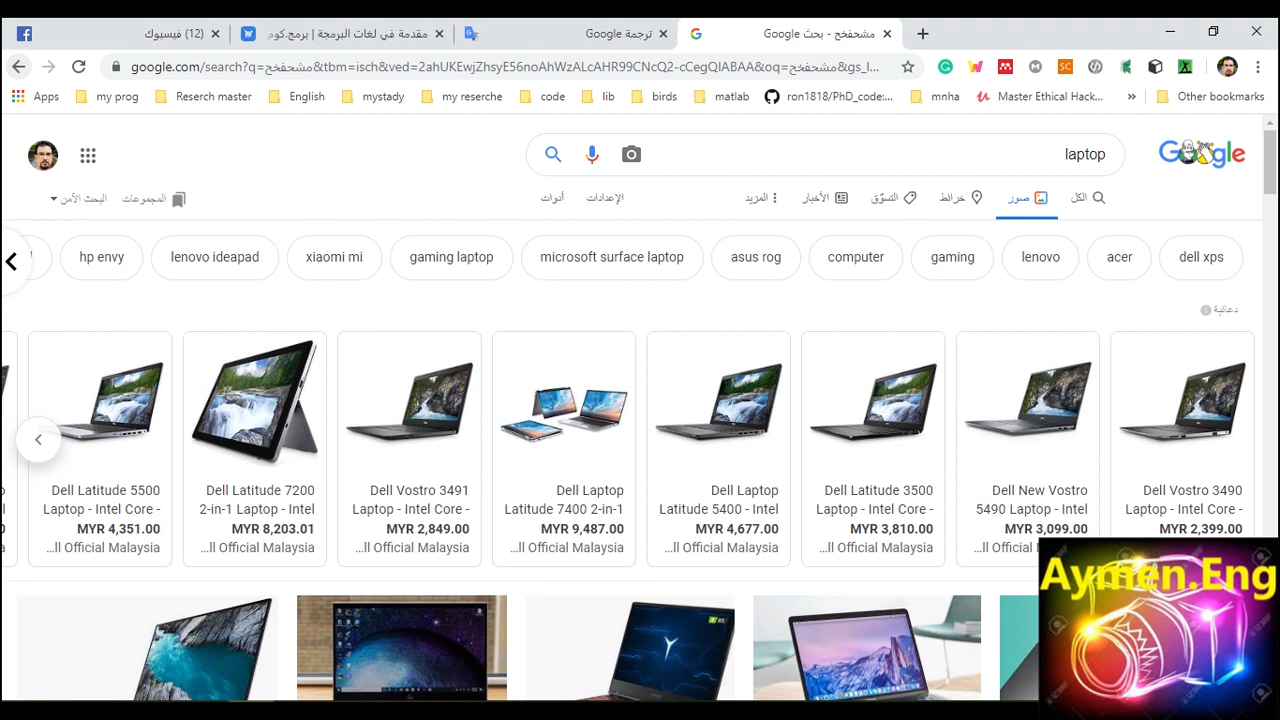 (12) فيسبوك
مقدمة في لغات البرمجة | برمج.كوم
ترجمة Google
مشحفخح - بحث Google
google.com/search?q=مشحفخح&tbm=isch&ved=2ahUKEwjZhsyE56noAhWzALcAHR99CNcQ2-cCegQIABAA&oq=مشحفخح&gs_l...
Apps my prog Reserch master English mystady my reserche code lib birds matlab ron1818/PhD_code:... mnha Master Ethical Hack... » Other bookmarks
laptop
Google
الكل صور خرائط التسوّق الأخبار المزيد الإعدادات أدوات المجموعات البحث الآمن
hp envy lenovo ideapad xiaomi mi gaming laptop microsoft surface laptop asus rog computer gaming lenovo acer dell xps
دعائية
Dell Latitude 5500
Laptop - Intel Core -
MYR 4,351.00
...ll Official Malaysia
Dell Latitude 7200
2-in-1 Laptop - Intel
MYR 8,203.01
...ll Official Malaysia
Dell Vostro 3491
Laptop - Intel Core -
MYR 2,849.00
...ll Official Malaysia
Dell Laptop
Latitude 7400 2-in-1
MYR 9,487.00
...ll Official Malaysia
Dell Laptop
Latitude 5400 - Intel
MYR 4,677.00
...ll Official Malaysia
Dell Latitude 3500
Laptop - Intel Core -
MYR 3,810.00
...ll Official Malaysia
Dell New Vostro
5490 Laptop - Intel
MYR 3,099.00
...ll Official Malaysia
Dell Vostro 3490
Laptop - Intel Core -
MYR 2,399.00
Aymen.Eng